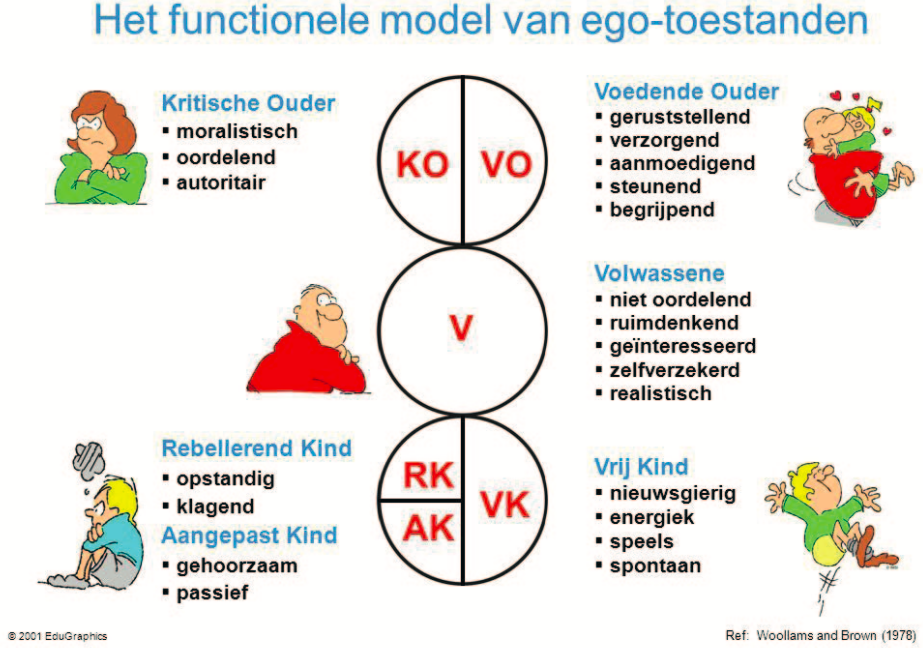 Het functionele model van ego-toestanden
Kritische Ouder
▪ moralistisch
▪ oordelend
▪ autoritair
KO
VO
Voedende Ouder
▪ geruststellend
▪ verzorgend
▪ aanmoedigend
▪ steunend
▪ begrijpend
V
Volwassene
▪ niet oordelend
▪ ruimdenkend
▪ geïnteresseerd
▪ zelfverzekerd
▪ realistisch
Rebellerend Kind
▪ opstandig
▪ klagend
Aangepast Kind
▪ gehoorzaam
▪ passief
RK
AK
VK
Vrij Kind
▪ nieuwsgierig
▪ energiek
▪ speels
▪ spontaan
© 2001 EduGraphics
Ref: Woollams and Brown (1978)